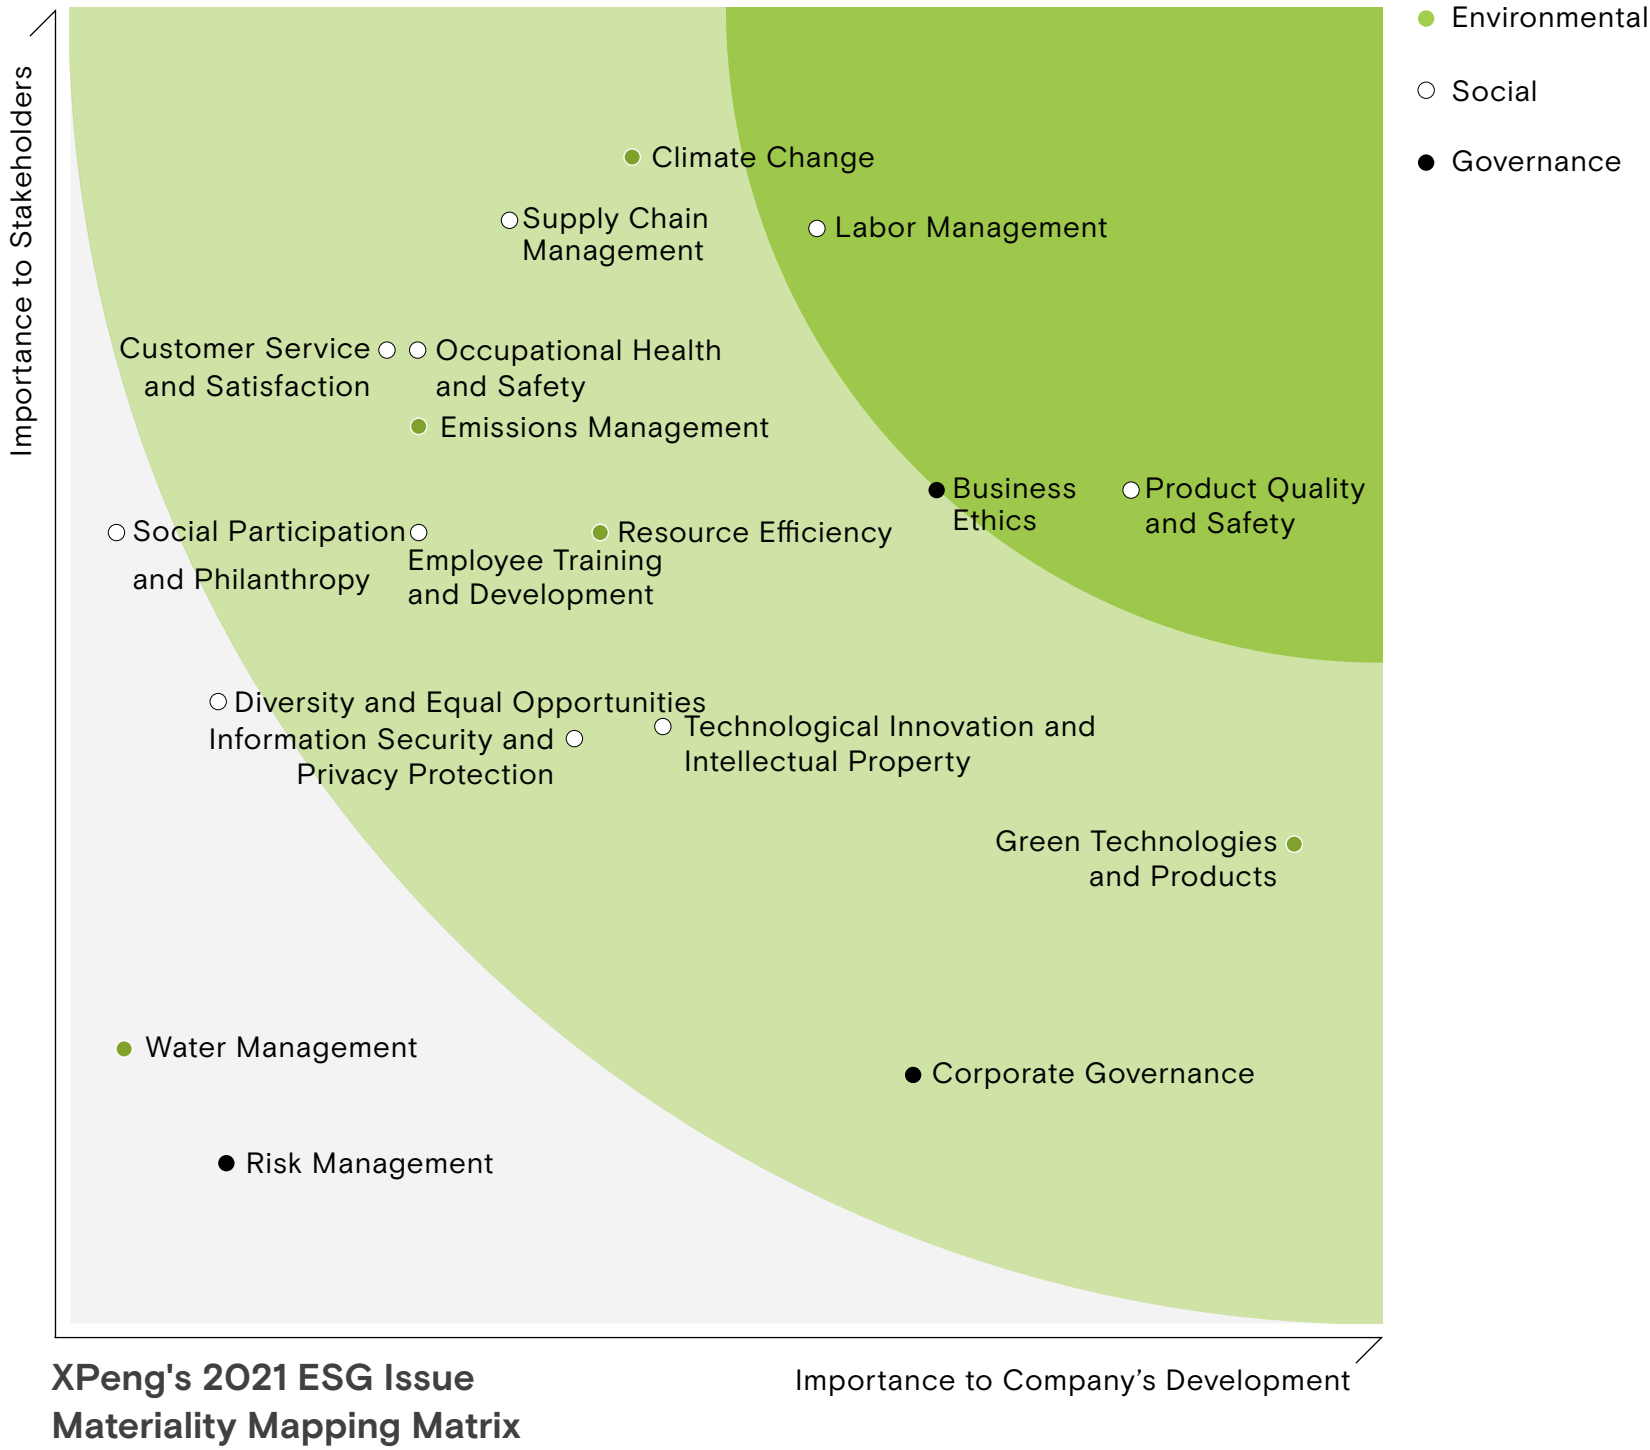 Environmental
Social
Governance
Importance to Stakeholders
Climate Change
Supply Chain
Management
Labor Management
Customer Service
and Satisfaction
Occupational Health
and Safety
Emissions Management
Business
Ethics
Product Quality
and Safety
Social Participation
and Philanthropy
Employee Training
and Development
Resource Efficiency
Diversity and Equal Opportunities
Information Security and
Privacy Protection
Technological Innovation and
Intellectual Property
Green Technologies
and Products
Water Management
Corporate Governance
Risk Management
Importance to Company’s Development
XPeng's 2021 ESG Issue
Materiality Mapping Matrix